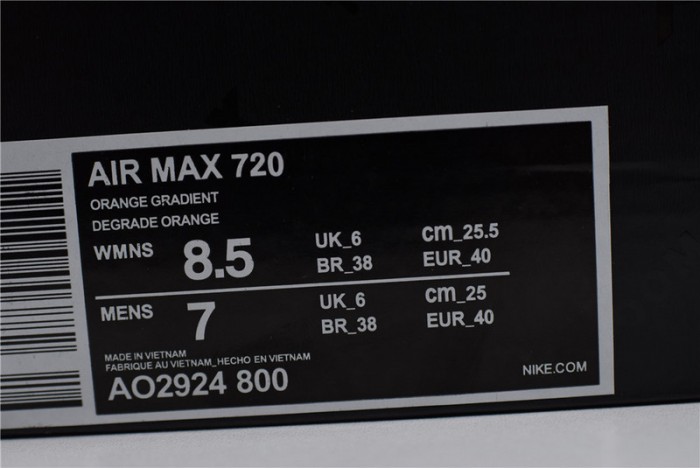 AIR MAX 720
ORANGE GRADIENT
DEGRADE ORANGE
WMNS 8.5 UK_6 cm_25.5
BR_38 EUR_40
MENS 7 UK_6 cm_25
BR_38 EUR_40
MADE IN VIETNAM
FABRIQUE AU VIETNAM_HECHO EN VIETNAM
AO2924 800
NIKE.COM